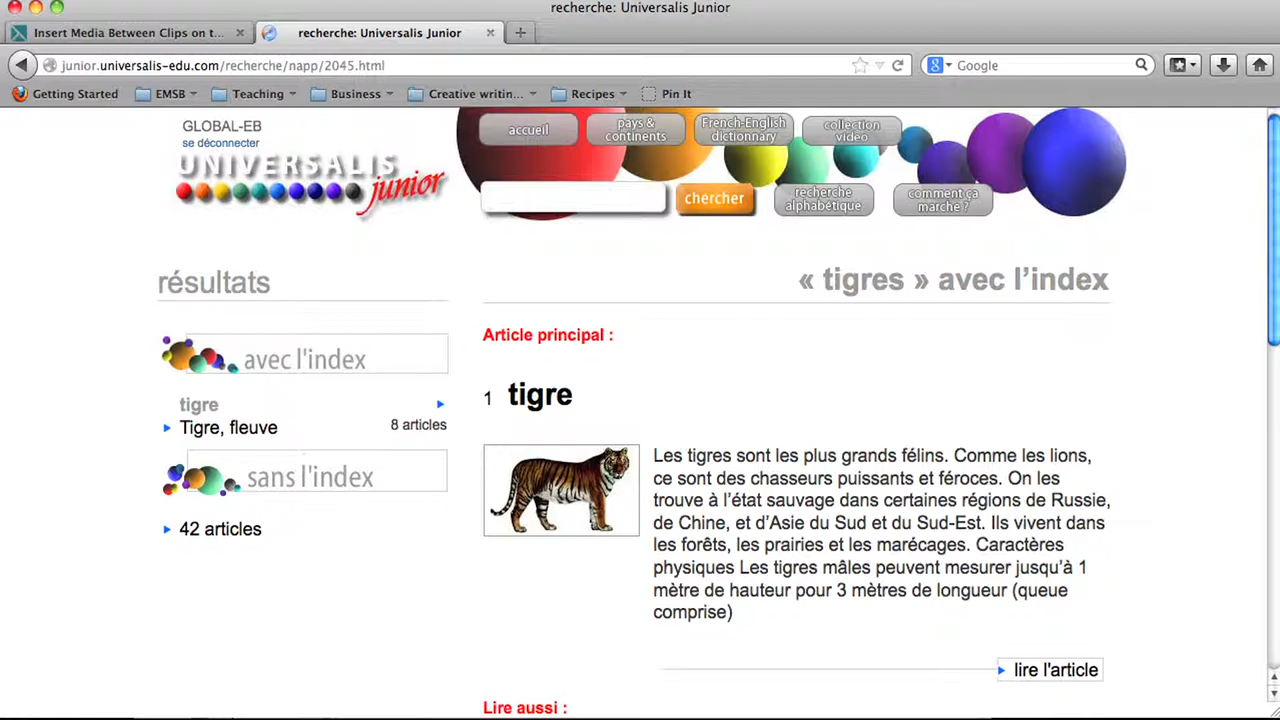 recherche: Universalis Junior
Insert Media Between Clips on t...
recherche: Universalis Junior
junior.universalis-edu.com/recherche/napp/2045.html
Google
Getting Started
EMSB
Teaching
Business
Creative writin...
Recipes
Pin It
GLOBAL-EB
se déconnecter
UNIVERSALIS
junior
accueil
pays &
continents
French-English
dictionnary
collection
vidéo
chercher
recherche
alphabétique
comment ça
marche ?
résultats
« tigres » avec l’index
avec l'index
tigre
Tigre, fleuve
8 articles
sans l'index
42 articles
Article principal :
1 tigre
Les tigres sont les plus grands félins. Comme les lions,
ce sont des chasseurs puissants et féroces. On les
trouve à l’état sauvage dans certaines régions de Russie,
de Chine, et d’Asie du Sud et du Sud-Est. Ils vivent dans
les forêts, les prairies et les marécages. Caractères
physiques Les tigres mâles peuvent mesurer jusqu’à 1
mètre de hauteur pour 3 mètres de longueur (queue
comprise)
lire l'article
Lire aussi :